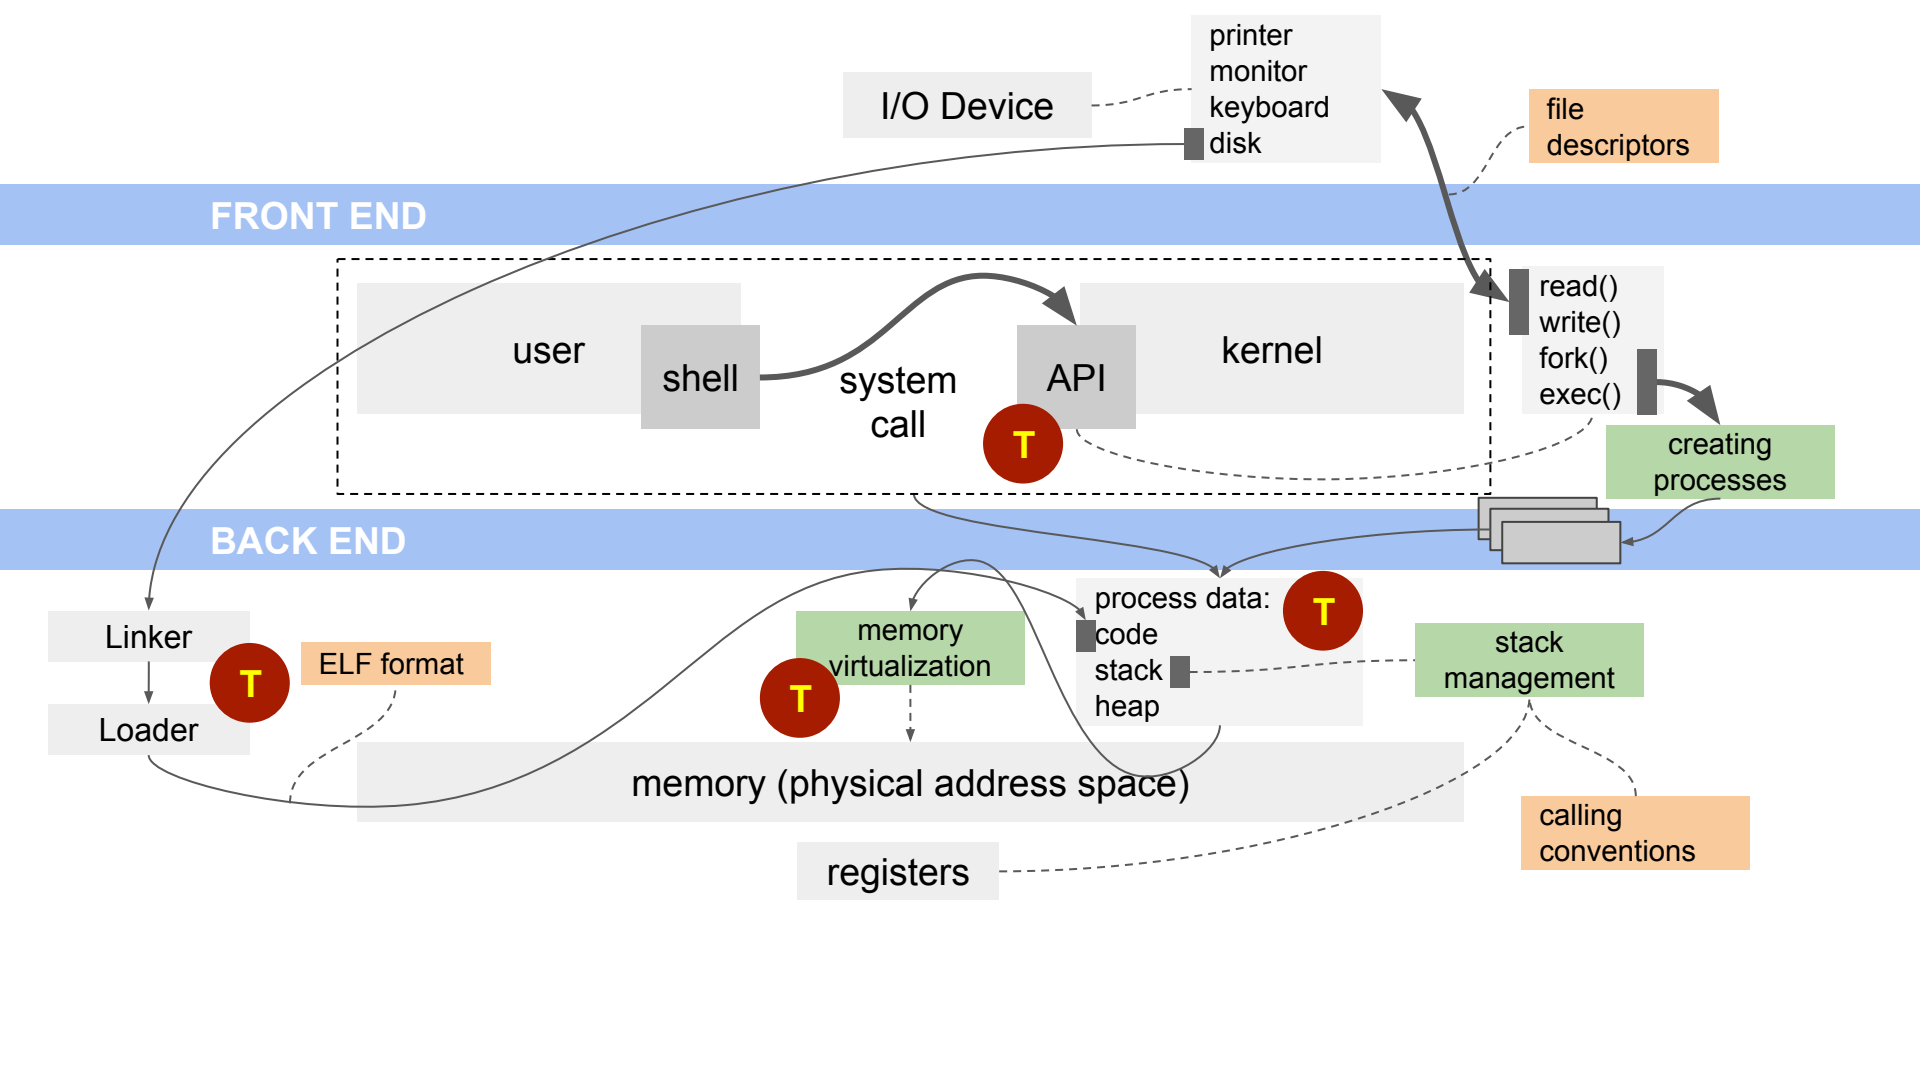 printer
monitor
keyboard
disk
I/O Device
file
descriptors
FRONT END
user
shell
system
call
API
kernel
read()
write()
fork()
exec()
T
creating
processes
BACK END
process data:
code
stack
heap
T
Linker
T
Loader
ELF format
memory
virtualization
T
stack
management
memory (physical address space)
calling
conventions
registers